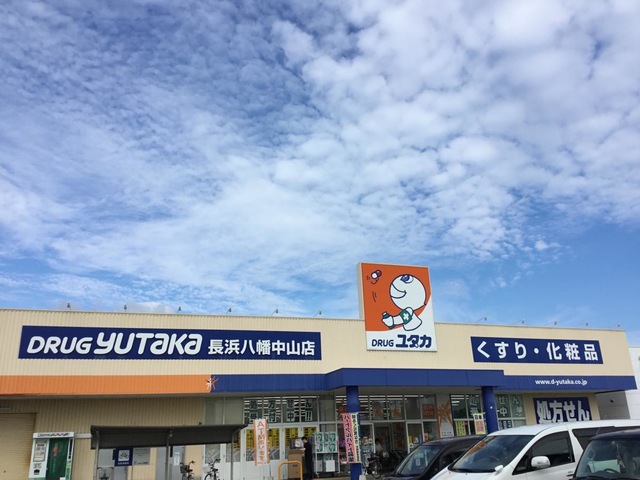 DRUG YUTAKA 長浜八幡中山店
DRUG ユタカ
くすり・化粧品
www.d-yutaka.co.jp
処方せん